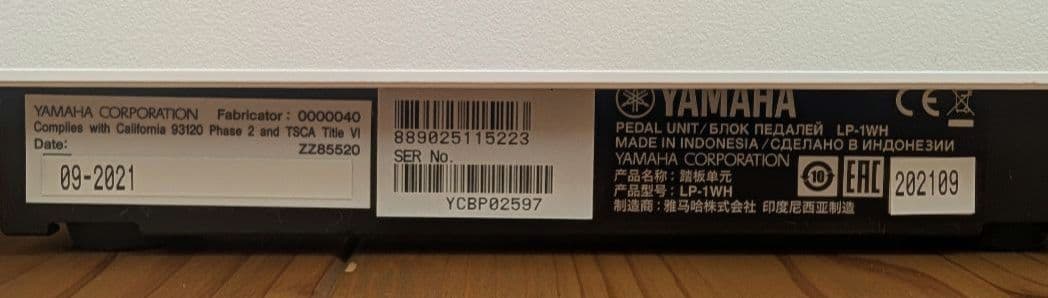 YAMAHA CORPORATION Fabricator : 0000040
Complies with California 93120 Phase 2 and TSCA Title VI
Date: ZZ85520
09-2021
889025115223
SER No.
YCBP02597
YAMAHA CE
PEDAL UNIT/БЛОК ПЕДАЛЕЙ LP-1WH
MADE IN INDONESIA/СДЕЛАНО В ИНДОНЕЗИИ
YAMAHA CORPORATION
产品名称:踏板单元
产品型号:LP-1WH
制造商:雅马哈株式会社 印度尼西亚制造
10 EAC 202109